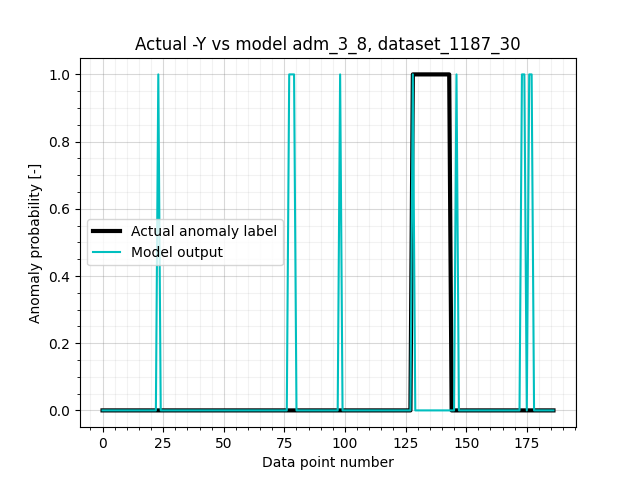 Actual -Y vs model adm_3_8, dataset_1187_30
1.0
0.8
0.6
0.4
0.2
0.0
Anomaly probability [-]
Actual anomaly label
Model output
0 25 50 75 100 125 150 175
Data point number